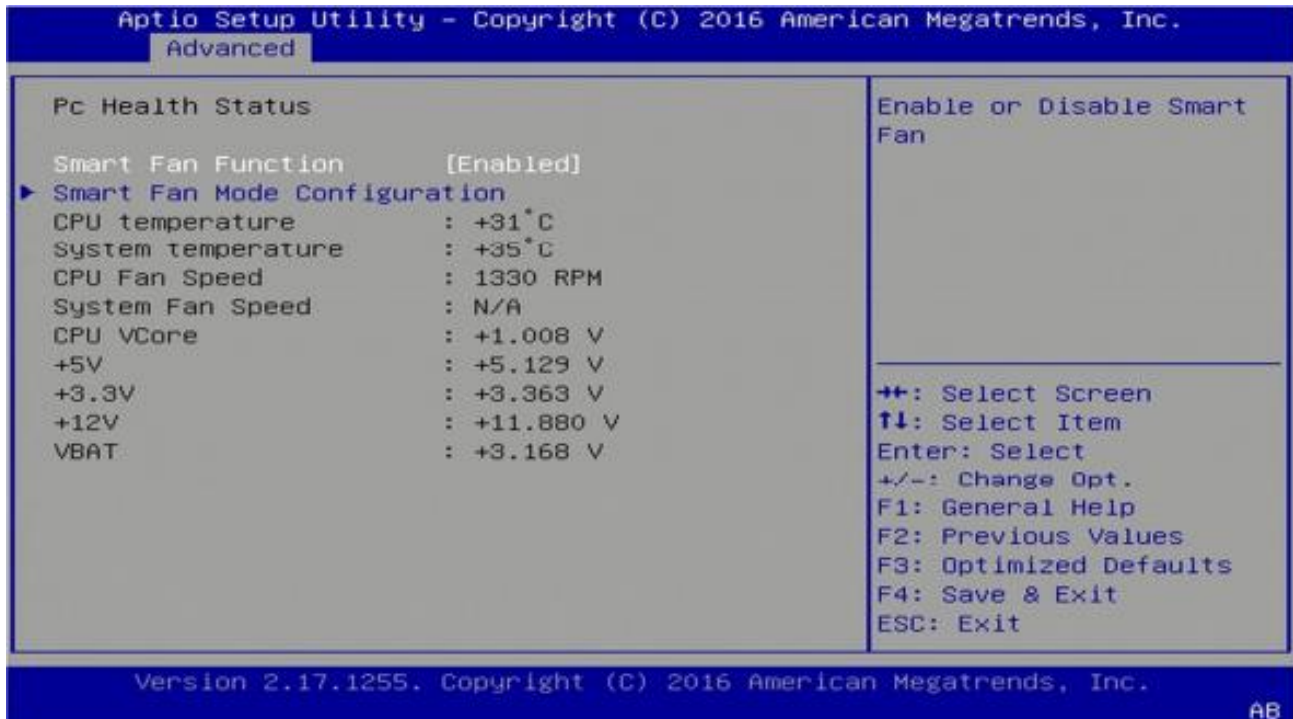 Aptio Setup Utility – Copyright (C) 2016 American Megatrends, Inc.
Advanced
Pc Health Status
Smart Fan Function [Enabled]
▶ Smart Fan Mode Configuration
CPU temperature : +31°C
System temperature : +35°C
CPU Fan Speed : 1330 RPM
System Fan Speed : N/A
CPU VCore : +1.008 V
+5V : +5.129 V
+3.3V : +3.363 V
+12V : +11.880 V
VBAT : +3.168 V
Enable or Disable Smart
Fan
→←: Select Screen
↑↓: Select Item
Enter: Select
+/-: Change Opt.
F1: General Help
F2: Previous Values
F3: Optimized Defaults
F4: Save & Exit
ESC: Exit
Version 2.17.1255. Copyright (C) 2016 American Megatrends, Inc.
AB